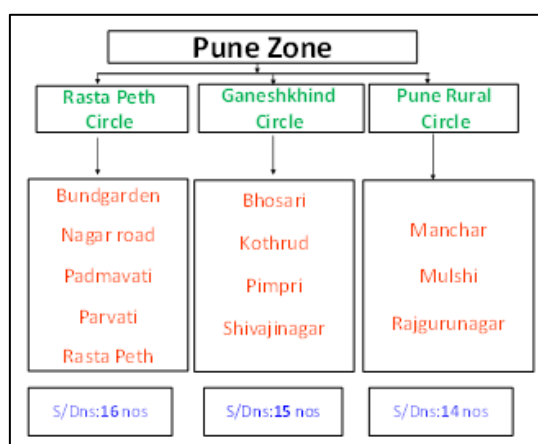 Pune Zone
Rasta Peth
Circle
Ganeshkhind
Circle
Pune Rural
Circle
Bundgarden
Nagar road
Padmavati
Parvati
Rasta Peth
Bhosari
Kothrud
Pimpri
Shivajinagar
Manchar
Mulshi
Rajgurunagar
S/Dns:16 nos
S/Dns:15 nos
S/Dns:14 nos